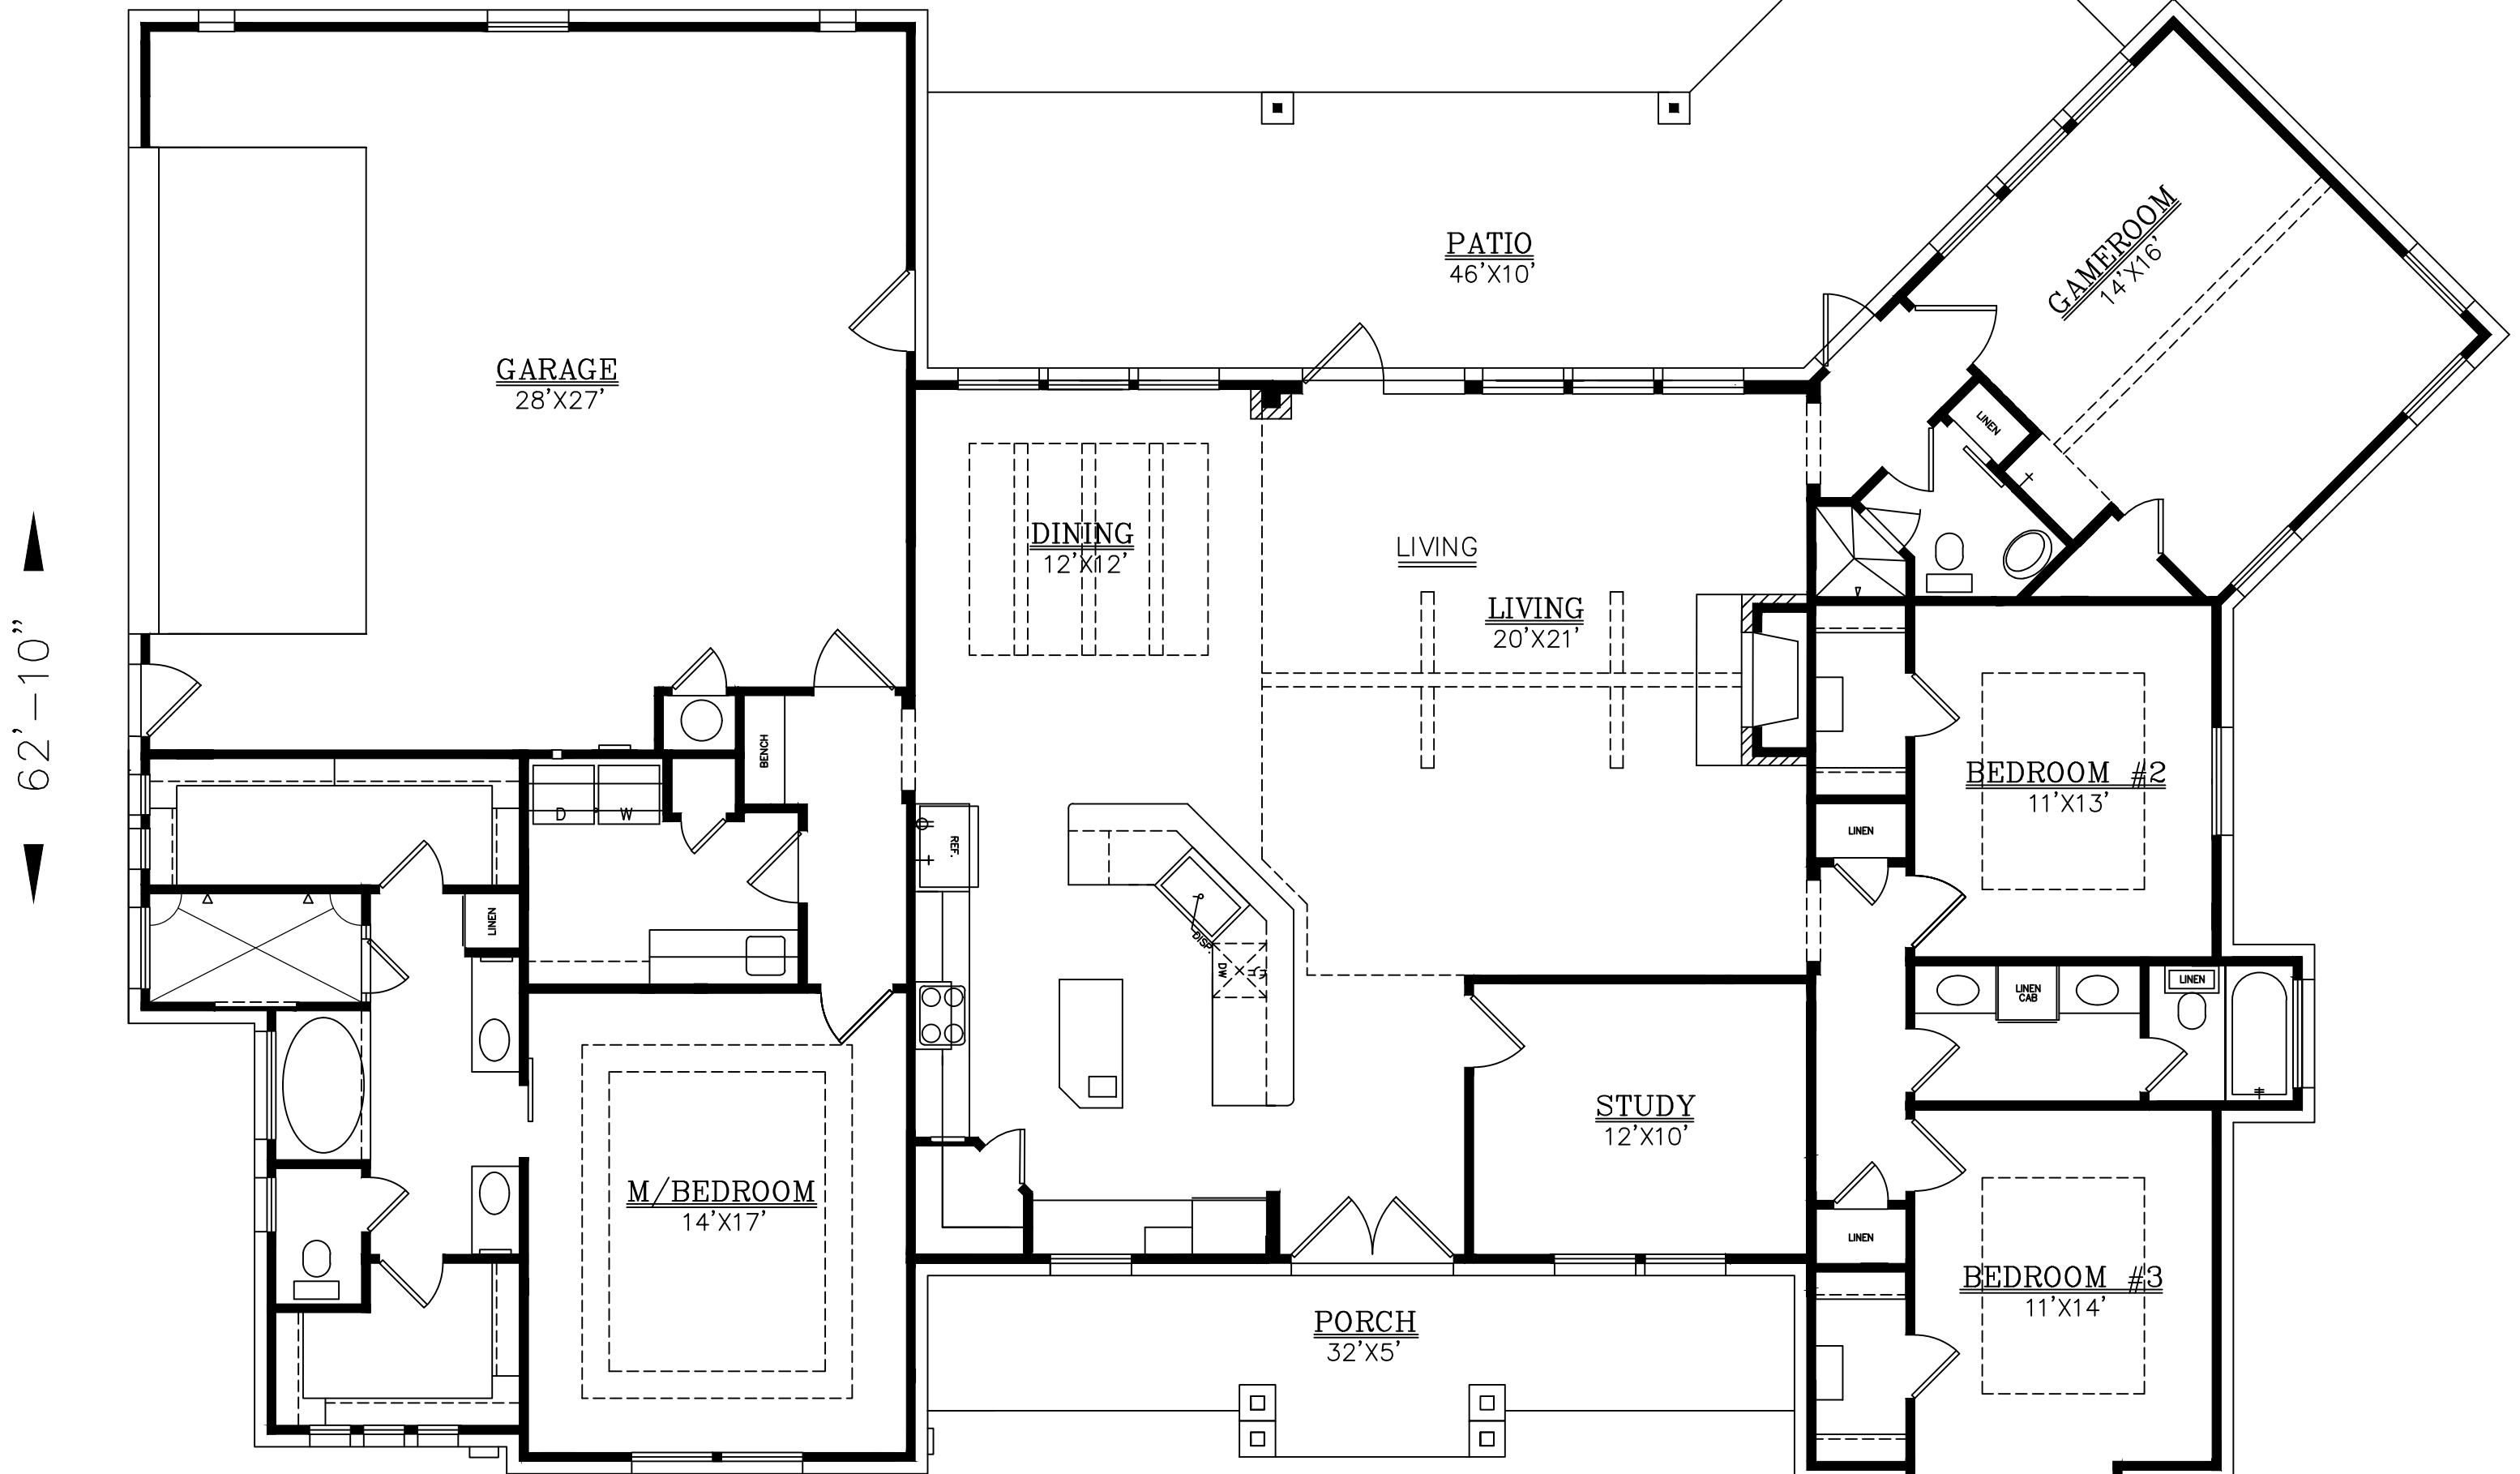 PATIO
46'X10'
GAMEROOM
14'X16'
GARAGE
28'X27'
LINEN
DINING
12'X12'
LIVING
LIVING
20'X21'
62'-10"
BENCH
BEDROOM #2
11'X13'
D
W
REF.
LINEN
LINEN
DISP.
DW
LINEN
CAB
LINEN
STUDY
12'X10'
M/BEDROOM
14'X17'
LINEN
BEDROOM #3
11'X14'
PORCH
32'X5'